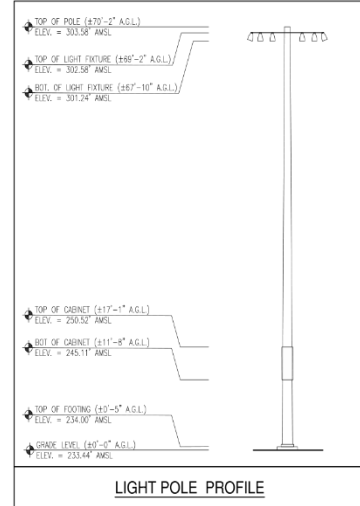 TOP OF POLE (±70'-2" A.G.L.)
ELEV. = 303.58' AMSL
TOP OF LIGHT FIXTURE (±69'-2" A.G.L.)
ELEV. = 302.58' AMSL
BOT. OF LIGHT FIXTURE (±67'-10" A.G.L.)
ELEV. = 301.24' AMSL
TOP OF CABINET (±17'-1" A.G.L.)
ELEV. = 250.52' AMSL
BOT OF CABINET (±11'-8" A.G.L.)
ELEV. = 245.11' AMSL
TOP OF FOOTING (±0'-5" A.G.L.)
ELEV. = 234.00' AMSL
GRADE LEVEL (±0'-0" A.G.L.)
ELEV. = 233.44' AMSL
LIGHT POLE PROFILE